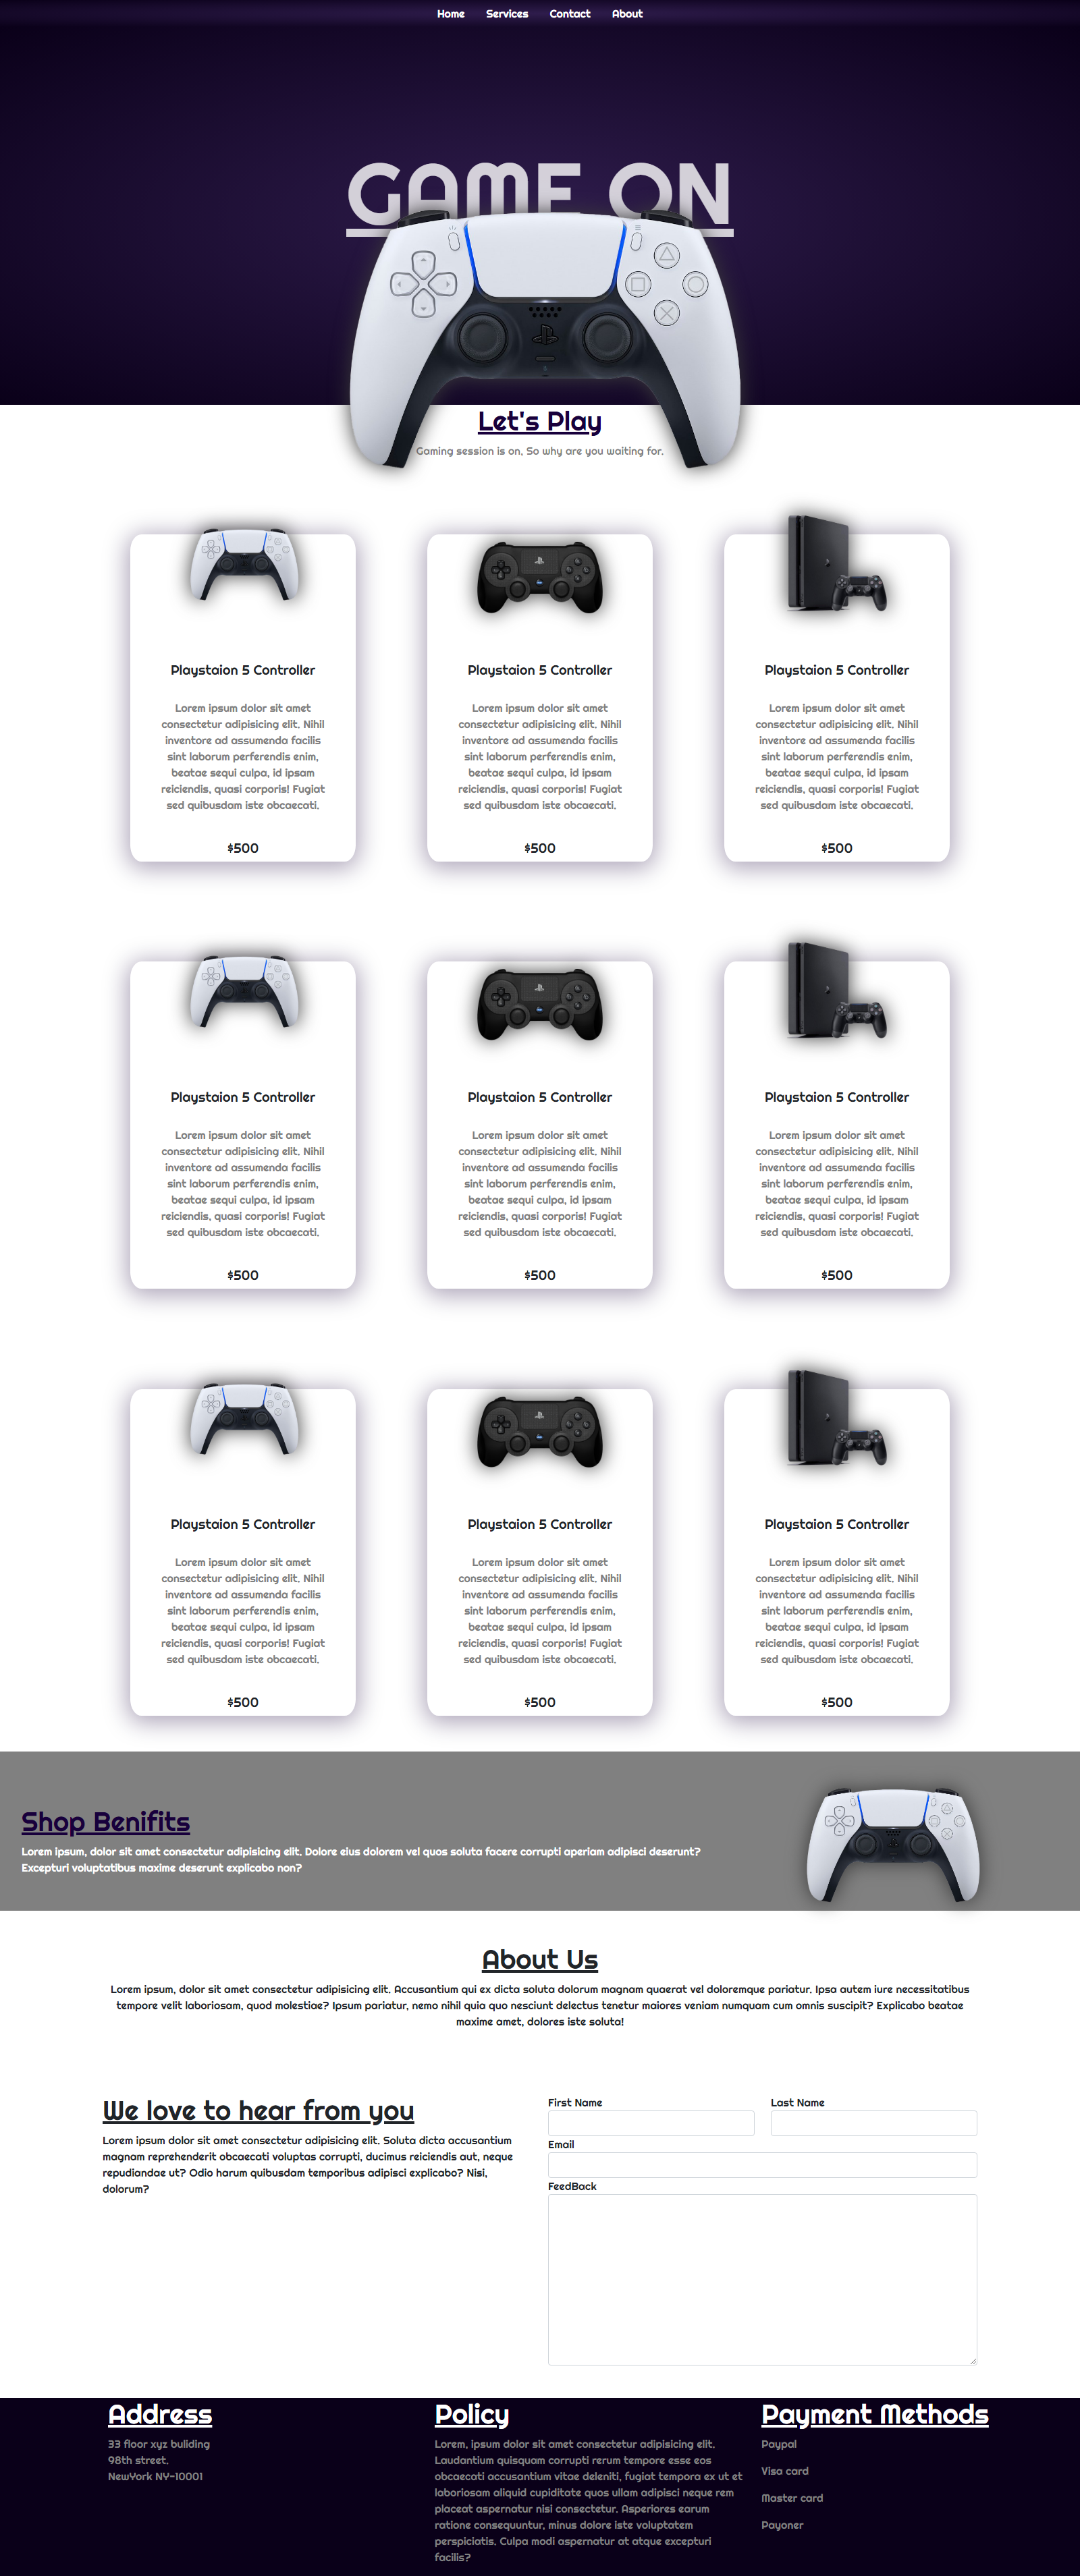 Home Services Contact About
GAME ON
Let's Play
Gaming session is on, So why are you waiting for.
Playstaion 5 Controller
Lorem ipsum dolor sit amet
consectetur adipisicing elit. Nihil
inventore ad assumenda facilis
sint laborum perferendis enim,
beatae sequi culpa, id ipsam
reiciendis, quasi corporis! Fugiat
sed quibusdam iste obcaecati.
$500
Playstaion 5 Controller
Lorem ipsum dolor sit amet
consectetur adipisicing elit. Nihil
inventore ad assumenda facilis
sint laborum perferendis enim,
beatae sequi culpa, id ipsam
reiciendis, quasi corporis! Fugiat
sed quibusdam iste obcaecati.
$500
Playstaion 5 Controller
Lorem ipsum dolor sit amet
consectetur adipisicing elit. Nihil
inventore ad assumenda facilis
sint laborum perferendis enim,
beatae sequi culpa, id ipsam
reiciendis, quasi corporis! Fugiat
sed quibusdam iste obcaecati.
$500
Playstaion 5 Controller
Lorem ipsum dolor sit amet
consectetur adipisicing elit. Nihil
inventore ad assumenda facilis
sint laborum perferendis enim,
beatae sequi culpa, id ipsam
reiciendis, quasi corporis! Fugiat
sed quibusdam iste obcaecati.
$500
Playstaion 5 Controller
Lorem ipsum dolor sit amet
consectetur adipisicing elit. Nihil
inventore ad assumenda facilis
sint laborum perferendis enim,
beatae sequi culpa, id ipsam
reiciendis, quasi corporis! Fugiat
sed quibusdam iste obcaecati.
$500
Playstaion 5 Controller
Lorem ipsum dolor sit amet
consectetur adipisicing elit. Nihil
inventore ad assumenda facilis
sint laborum perferendis enim,
beatae sequi culpa, id ipsam
reiciendis, quasi corporis! Fugiat
sed quibusdam iste obcaecati.
$500
Playstaion 5 Controller
Lorem ipsum dolor sit amet
consectetur adipisicing elit. Nihil
inventore ad assumenda facilis
sint laborum perferendis enim,
beatae sequi culpa, id ipsam
reiciendis, quasi corporis! Fugiat
sed quibusdam iste obcaecati.
$500
Playstaion 5 Controller
Lorem ipsum dolor sit amet
consectetur adipisicing elit. Nihil
inventore ad assumenda facilis
sint laborum perferendis enim,
beatae sequi culpa, id ipsam
reiciendis, quasi corporis! Fugiat
sed quibusdam iste obcaecati.
$500
Playstaion 5 Controller
Lorem ipsum dolor sit amet
consectetur adipisicing elit. Nihil
inventore ad assumenda facilis
sint laborum perferendis enim,
beatae sequi culpa, id ipsam
reiciendis, quasi corporis! Fugiat
sed quibusdam iste obcaecati.
$500
Shop Benifits
Lorem ipsum, dolor sit amet consectetur adipisicing elit. Dolore eius dolorem vel quos soluta facere corrupti aperiam adipisci deserunt?
Excepturi voluptatibus maxime deserunt explicabo non?
About Us
Lorem ipsum, dolor sit amet consectetur adipisicing elit. Accusantium qui ex dicta soluta dolorum magnam quaerat vel doloremque pariatur. Ipsa autem iure necessitatibus
tempore velit laboriosam, quod molestiae? Ipsum pariatur, nemo nihil quia quo nesciunt delectus tenetur maiores veniam numquam cum omnis suscipit? Explicabo beatae
maxime amet, dolores iste soluta!
We love to hear from you
Lorem ipsum dolor sit amet consectetur adipisicing elit. Soluta dicta accusantium
magnam reprehenderit obcaecati voluptas corrupti, ducimus reiciendis aut, neque
repudiandae ut? Odio harum quibusdam temporibus adipisci explicabo? Nisi,
dolorum?
First Name Last Name
Email
FeedBack
Address
33 floor xyz buliding
98th street.
NewYork NY-10001
Policy
Lorem, ipsum dolor sit amet consectetur adipisicing elit.
Laudantium quisquam corrupti rerum tempore esse eos
obcaecati accusantium vitae deleniti, fugiat tempora ex ut et
laboriosam aliquid cupiditate quos ullam adipisci neque rem
placeat aspernatur nisi consectetur. Asperiores earum
ratione consequuntur, minus dolore iste voluptatem
perspiciatis. Culpa modi aspernatur at atque excepturi
facilis?
Payment Methods
Paypal
Visa card
Master card
Payoner